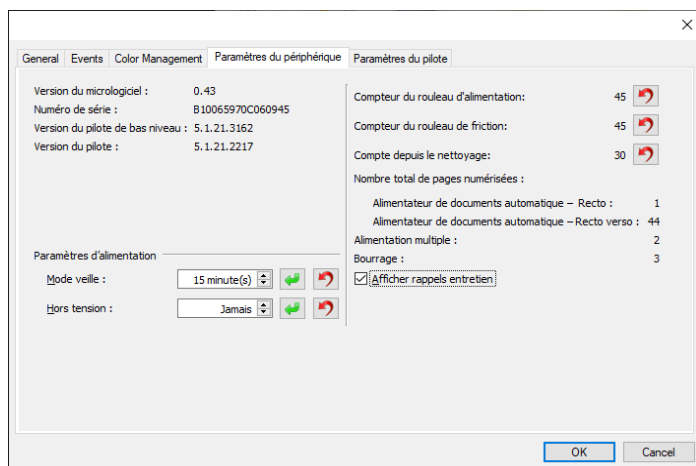 General Events Color Management Paramètres du périphérique Paramètres du pilote
Version du micrologiciel : 0.43
Numéro de série : B10065970C060945
Version du pilote de bas niveau : 5.1.21.3162
Version du pilote : 5.1.21.2217
Paramètres d'alimentation
Mode veille : 15 minute(s)
Hors tension : Jamais
Compteur du rouleau d'alimentation: 45
Compteur du rouleau de friction: 45
Compte depuis le nettoyage: 30
Nombre total de pages numérisées :
Alimentateur de documents automatique – Recto : 1
Alimentateur de documents automatique – Recto verso : 44
Alimentation multiple : 2
Bourrage : 3
Afficher rappels entretien
OK Cancel